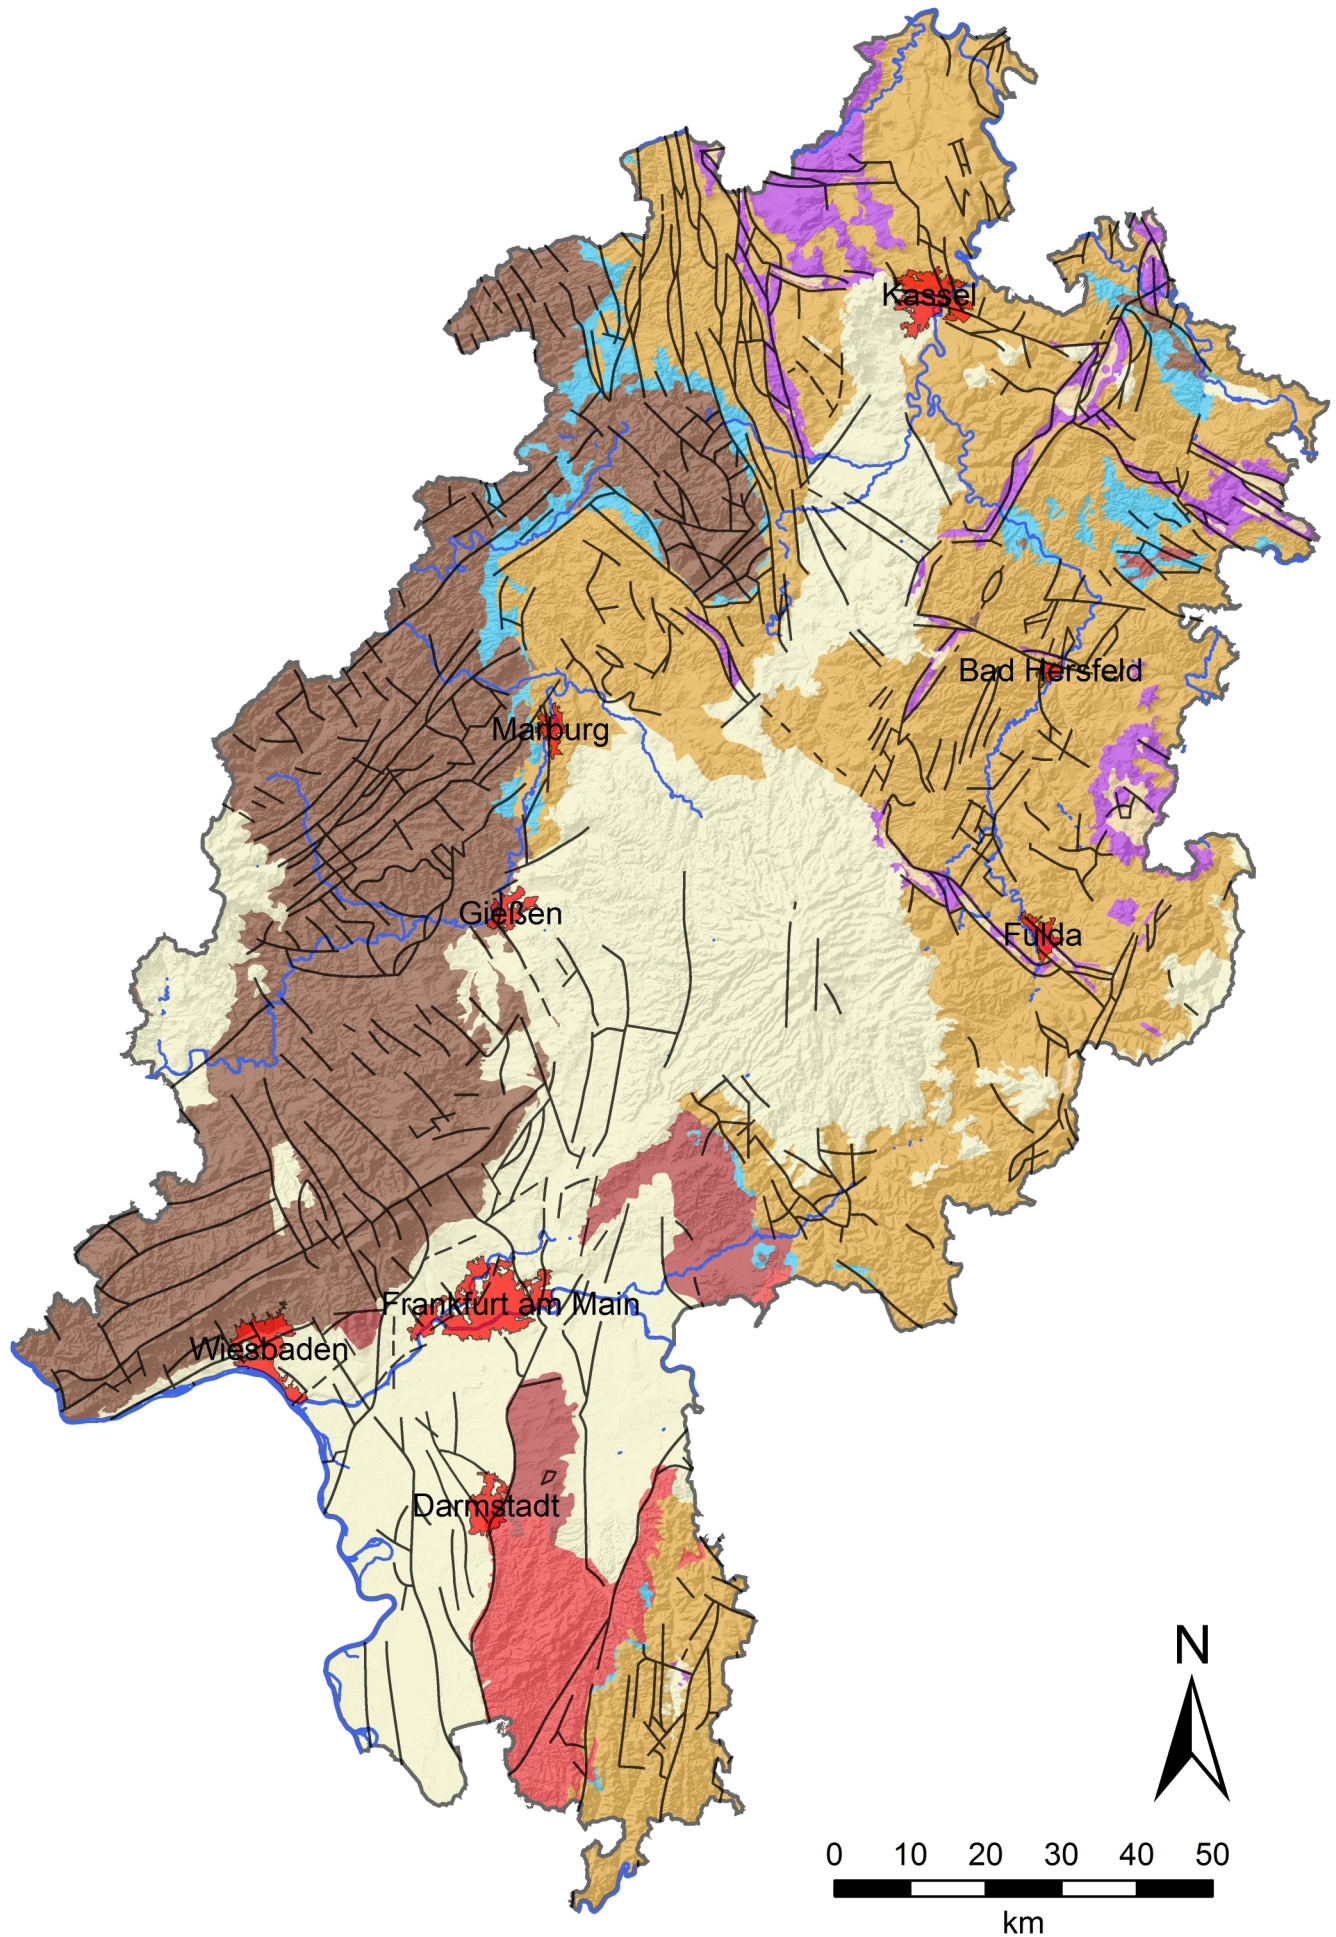 Kassel
Bad Hersfeld
Marburg
Gießen
Fulda
Frankfurt am Main
Wiesbaden
Darmstadt
N
0 10 20 30 40 50
km